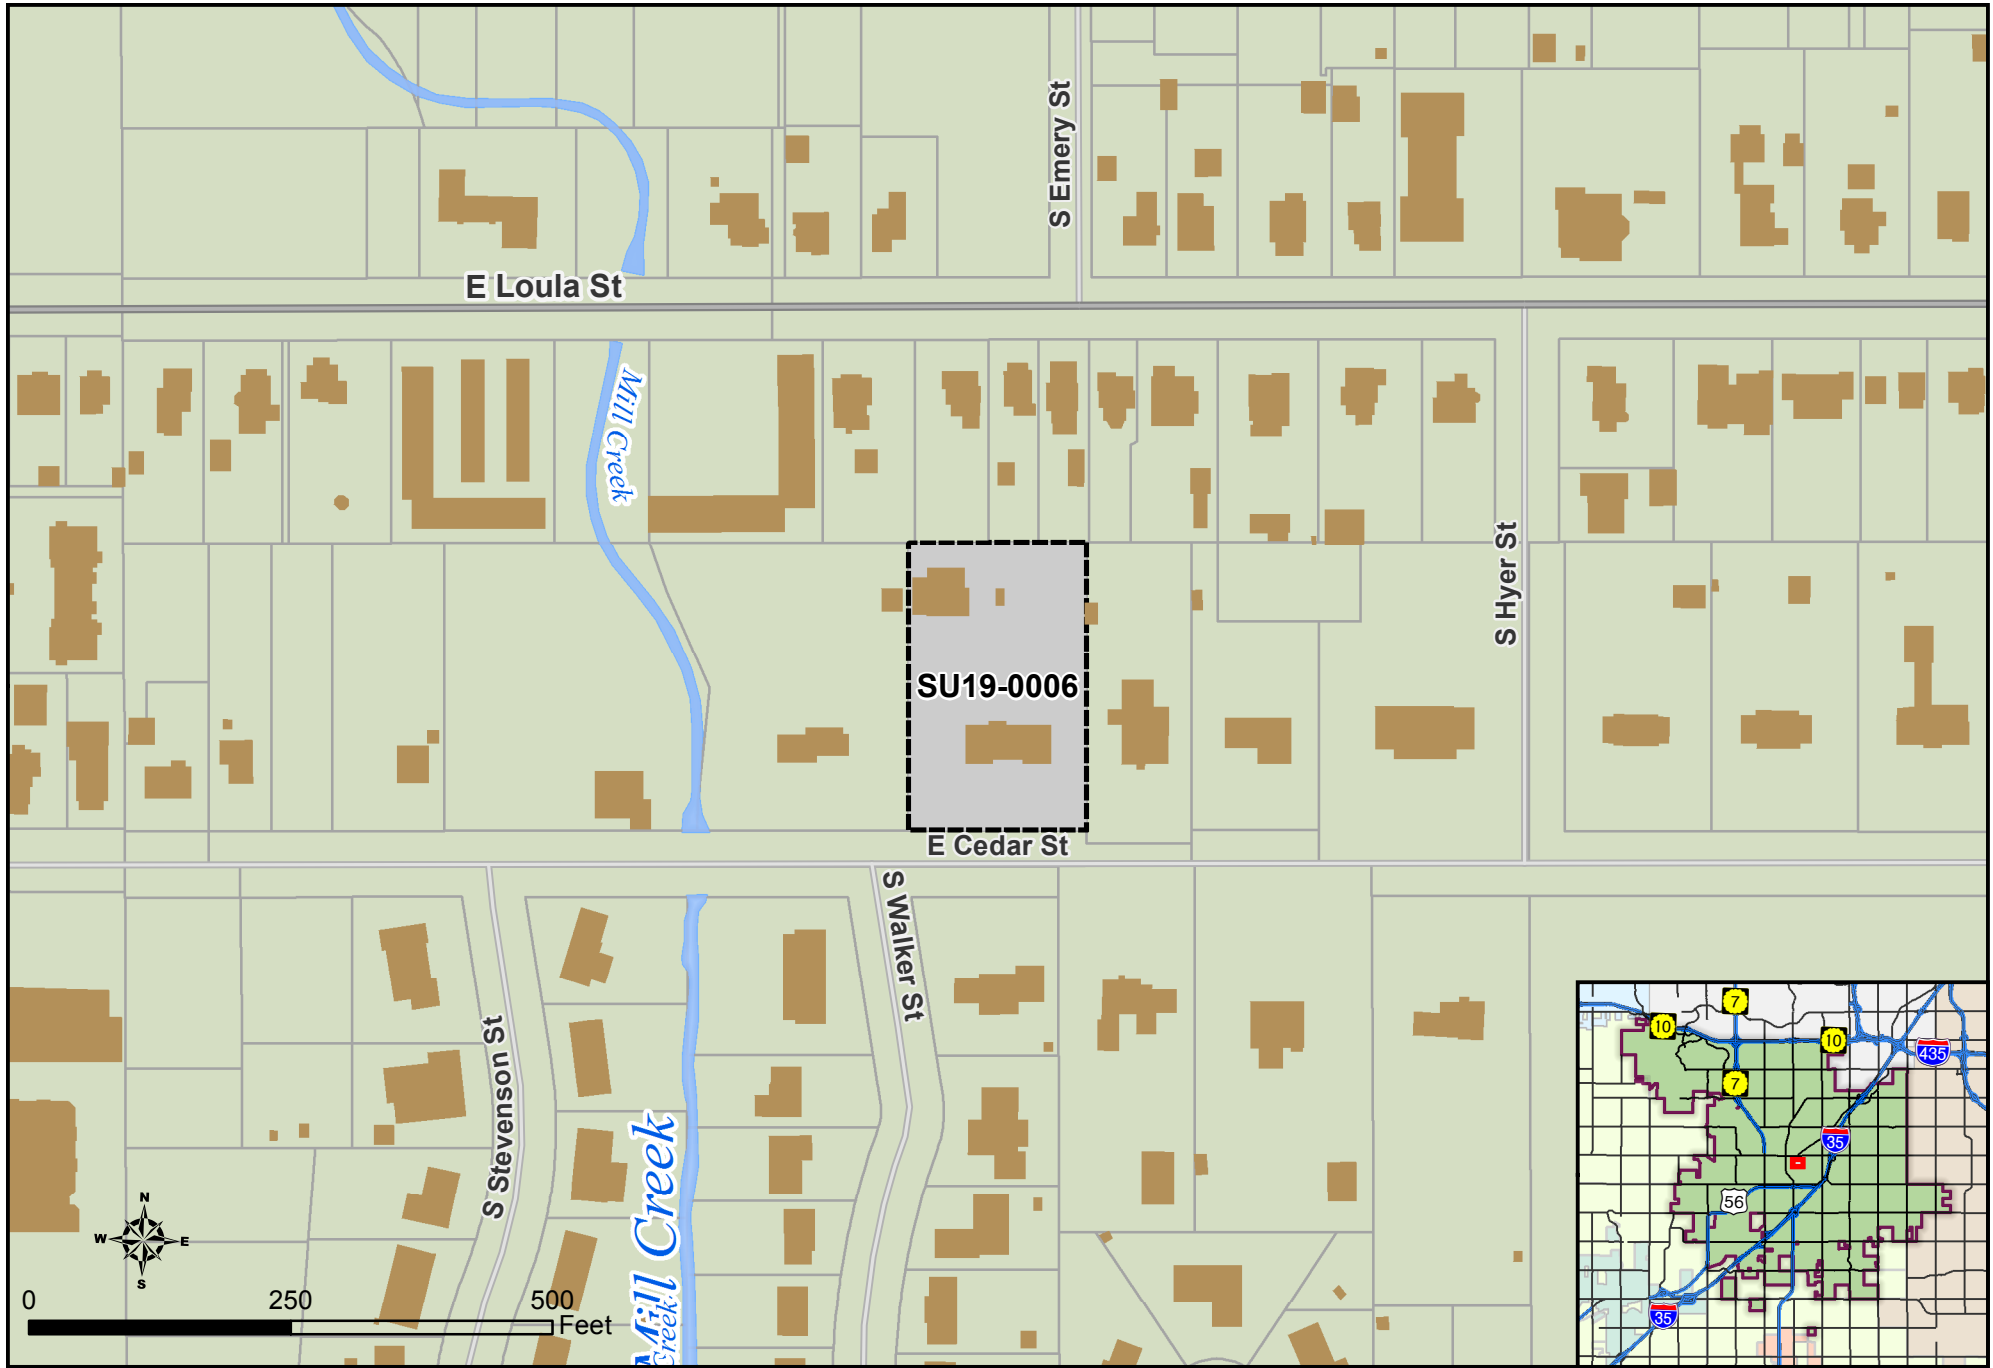 S Emery St
E Loula St
Mill Creek
S Hyer St
SU19-0006
E Cedar St
S Walker St
S Stevenson St
Mill Creek
Creek
N
W E
S
0 250 500
Feet
7
10
10
435
7
35
56
35